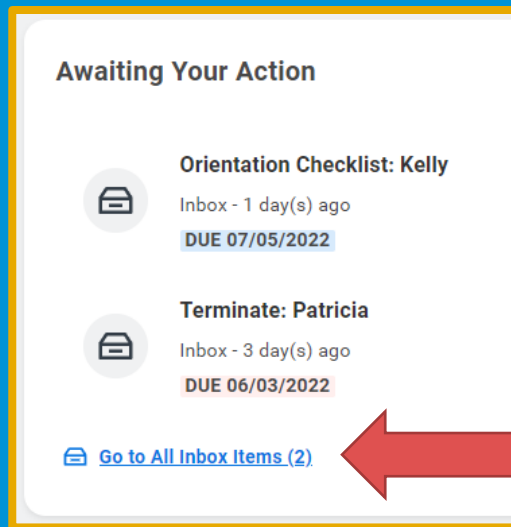 Awaiting Your Action
Orientation Checklist: Kelly
Inbox - 1 day(s) ago
DUE 07/05/2022
Terminate: Patricia
Inbox - 3 day(s) ago
DUE 06/03/2022
Go to All Inbox Items (2)